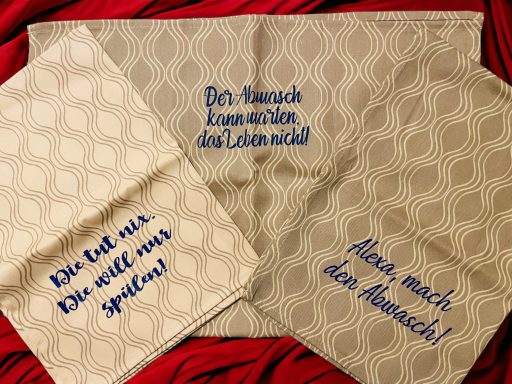 Der Abwasch
kann warten,
das Leben nicht!
Die tut nix.
Die will nur
spülen!
Alexa, mach
den Abwasch!